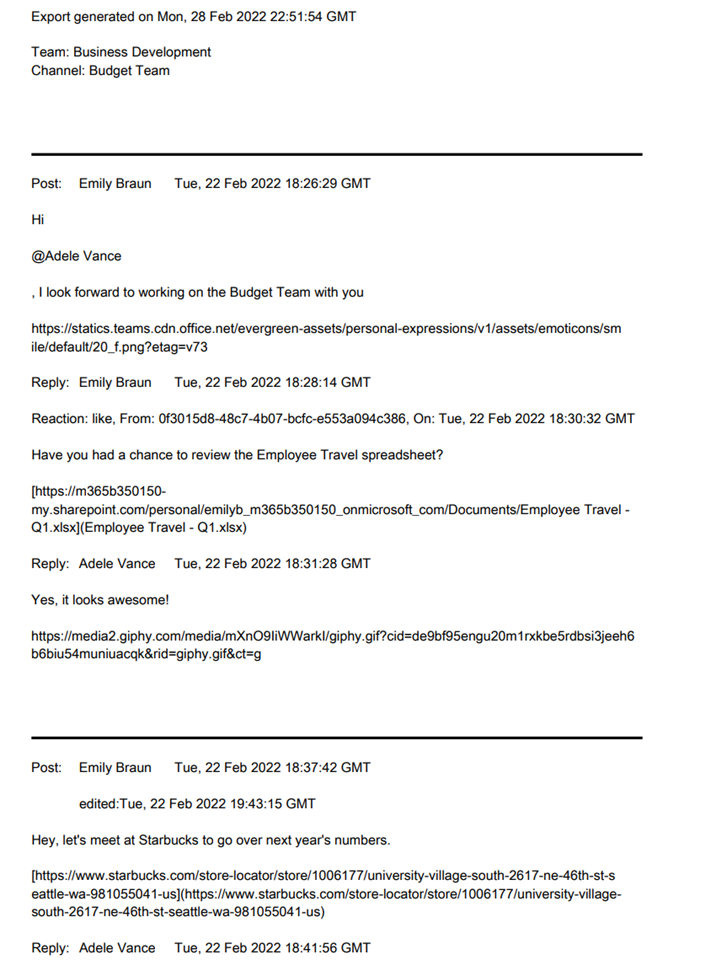 Export generated on Mon, 28 Feb 2022 22:51:54 GMT
Team: Business Development
Channel: Budget Team
Post: Emily Braun Tue, 22 Feb 2022 18:26:29 GMT
Hi
@Adele Vance
, I look forward to working on the Budget Team with you
https://statics.teams.cdn.office.net/evergreen-assets/personal-expressions/v1/assets/emoticons/sm
ile/default/20_f.png?etag=v73
Reply: Emily Braun Tue, 22 Feb 2022 18:28:14 GMT
Reaction: like, From: 0f3015d8-48c7-4b07-bcfc-e553a094c386, On: Tue, 22 Feb 2022 18:30:32 GMT
Have you had a chance to review the Employee Travel spreadsheet?
[https://m365b350150-
my.sharepoint.com/personal/emilyb_m365b350150_onmicrosoft_com/Documents/Employee Travel -
Q1.xlsx](Employee Travel - Q1.xlsx)
Reply: Adele Vance Tue, 22 Feb 2022 18:31:28 GMT
Yes, it looks awesome!
https://media2.giphy.com/media/mXnO9IiWWarkI/giphy.gif?cid=de9bf95engu20m1rxkbe5rdbsi3jeeh6
b6biu54muniuacqk&rid=giphy.gif&ct=g
Post: Emily Braun Tue, 22 Feb 2022 18:37:42 GMT
edited:Tue, 22 Feb 2022 19:43:15 GMT
Hey, let's meet at Starbucks to go over next year's numbers.
[https://www.starbucks.com/store-locator/store/1006177/university-village-south-2617-ne-46th-st-s
eattle-wa-981055041-us](https://www.starbucks.com/store-locator/store/1006177/university-village-
south-2617-ne-46th-st-seattle-wa-981055041-us)
Reply: Adele Vance Tue, 22 Feb 2022 18:41:56 GMT